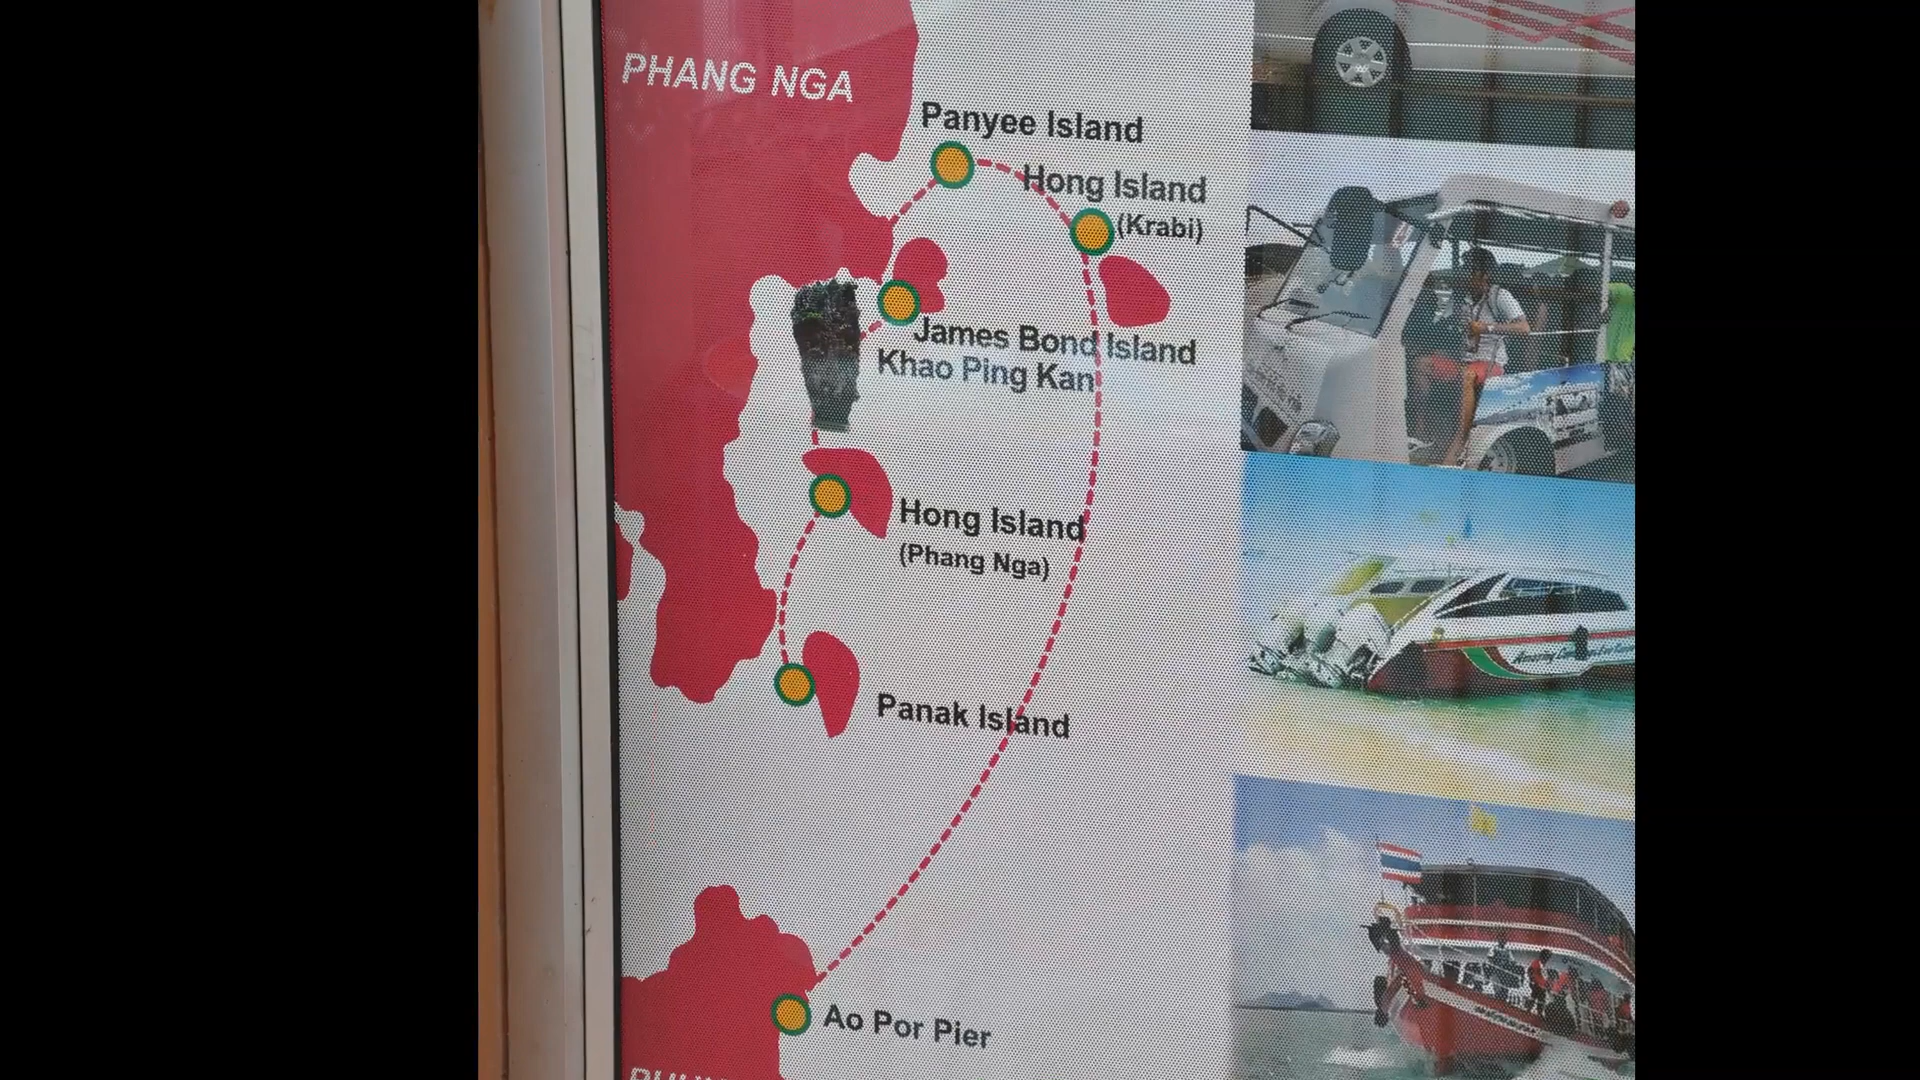 PHANG NGA
Panyee Island
Hong Island
(Krabi)
James Bond Island
Khao Ping Kan
Hong Island
(Phang Nga)
Panak Island
Ao Por Pier